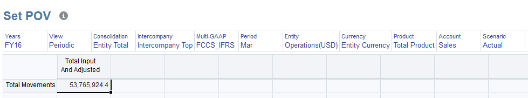 Set POV
Years View Consolidation Intercompany Multi-GAAP Period Entity Currency Product Account Scenario
FY16 Periodic Entity Total Intercompany Top FCCS_IFRS Mar Operations(USD) Entity Currency Total Product Sales Actual
Total Input
And Adjusted
Total Movements 53,765,924.4